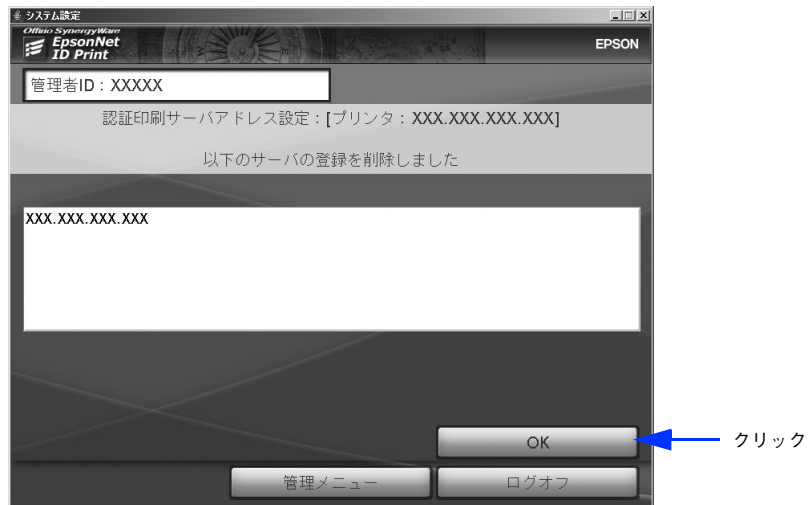 システム設定
Offirio SynergyWare
EpsonNet
ID Print
EPSON
管理者ID：XXXXX
認証印刷サーバアドレス設定：[プリンタ：XXX.XXX.XXX.XXX]
以下のサーバの登録を削除しました
XXX.XXX.XXX.XXX
OK
クリック
管理メニュー
ログオフ